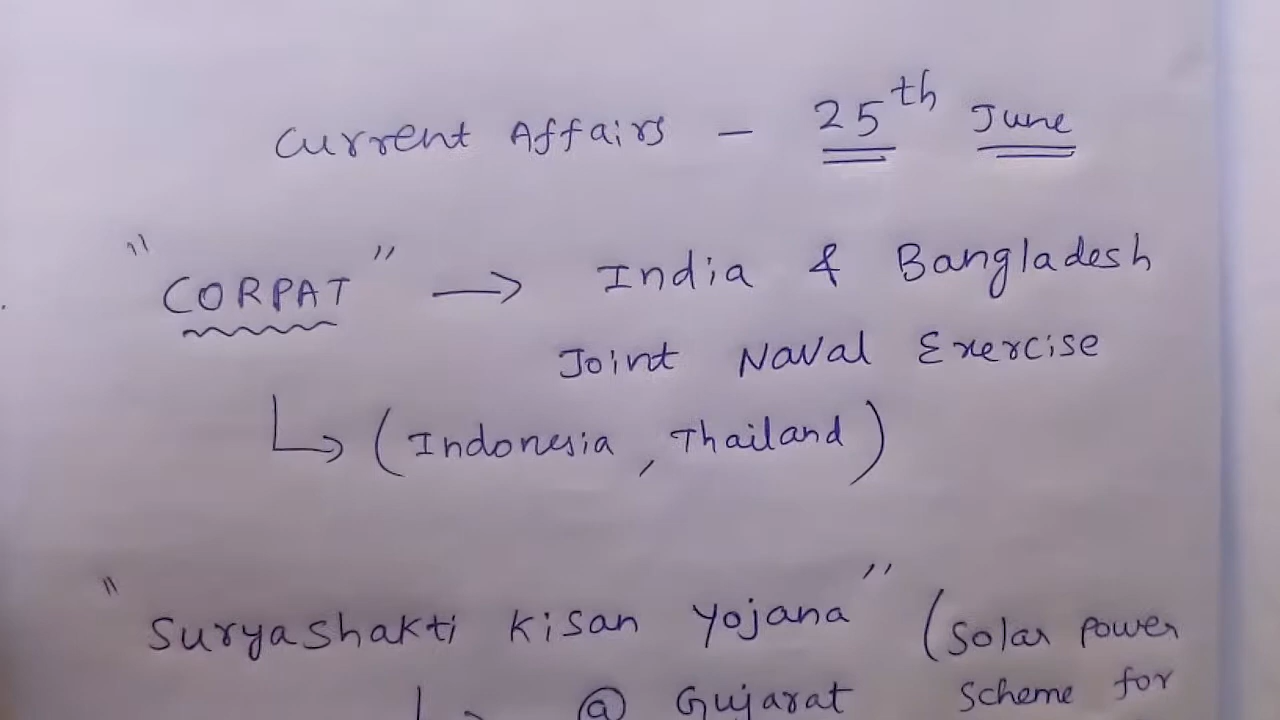 Current Affairs - 25th June
"CORPAT" → India & Bangladesh
Joint Naval Exercise
↳ (Indonesia, Thailand)
"Suryashakti Kisan Yojana" (Solar power
@ Gujarat scheme for